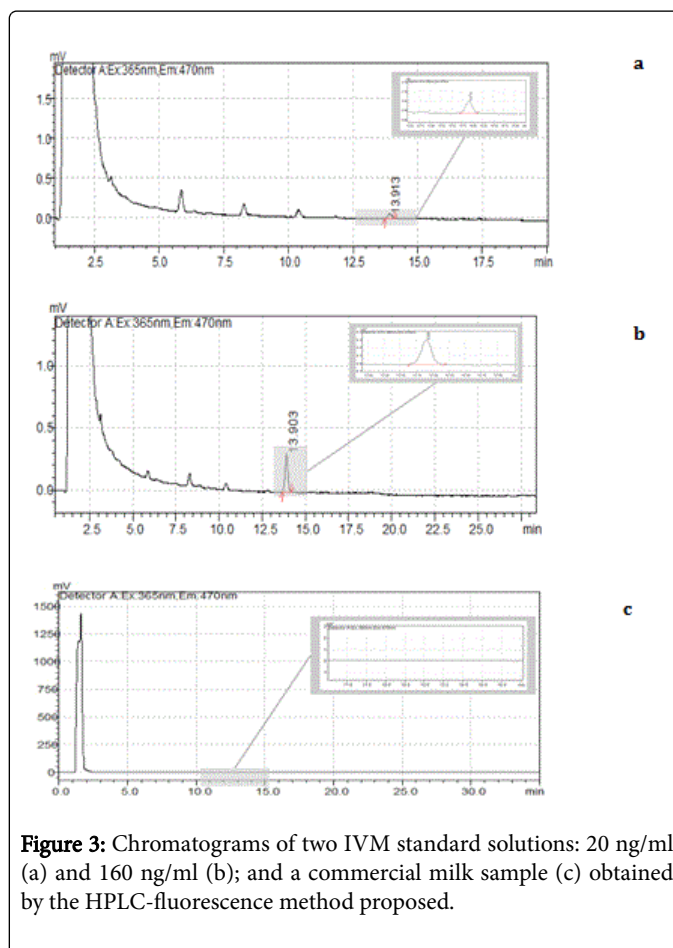 a
mV
Detector A:Ex:365nm,Em:470nm
1.5
1.0
0.5
0.0
13.913
2.5 5.0 7.5 10.0 12.5 15.0 17.5 min
b
mV
Detector A:Ex:365nm,Em:470nm
1.0
0.5
0.0
13.903
2.5 5.0 7.5 10.0 12.5 15.0 17.5 20.0 22.5 25.0 min
c
mV
Detector A:Ex:365nm,Em:470nm
1500
1250
1000
750
500
250
0
0.0 5.0 10.0 15.0 20.0 25.0 30.0 min
Figure 3: Chromatograms of two IVM standard solutions: 20 ng/ml
(a) and 160 ng/ml (b); and a commercial milk sample (c) obtained
by the HPLC-fluorescence method proposed.